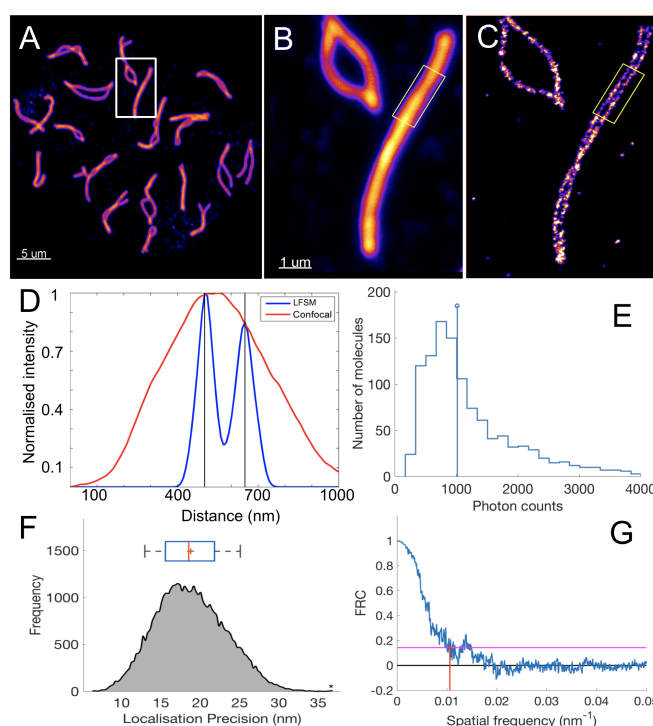 A
B
C
5 um
1 um
D
1
0.7
0.4
0.1
Normalised intensity
LFSM
Confocal
100
400
700
1000
Distance (nm)
E
200
150
100
50
0
Number of molecules
0
1000
2000
3000
4000
Photon counts
F
1500
1000
500
0
Frequency
*
10
15
20
25
30
35
Localisation Precision (nm)
G
1
0.8
0.6
0.4
0.2
0
-0.2
FRC
0
0.01
0.02
0.03
0.04
0.05
Spatial frequency (nm⁻¹)